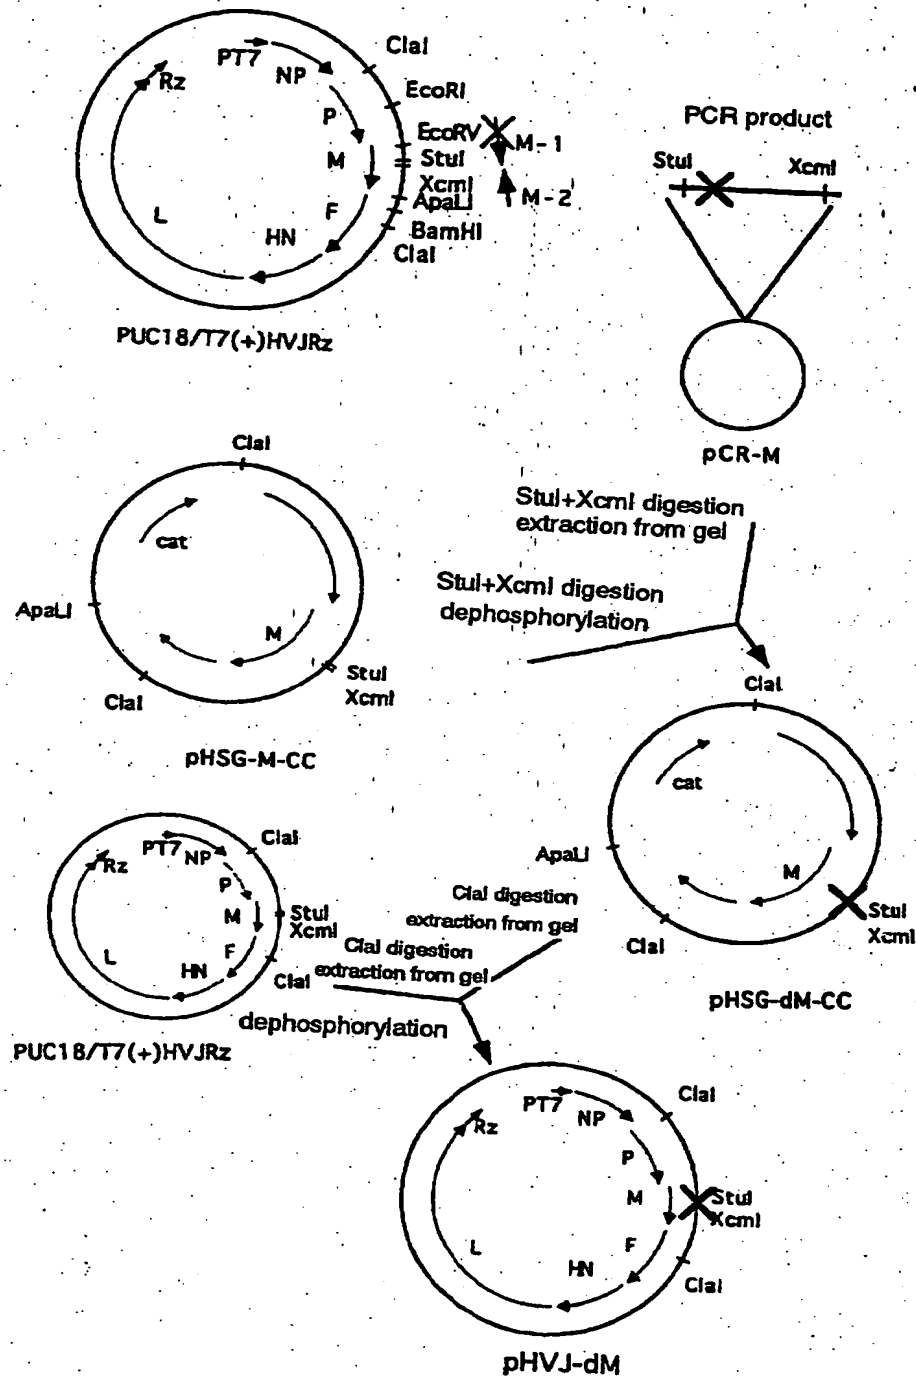 PT7
NP
P
M
F
HN
L
Rz
ClaI
EcoRI
EcoRV
StuI
XcmI
ApaLI
BamHI
ClaI
M-1
M-2
PUC18/T7(+)HVJRz
PCR product
StuI
XcmI
pCR-M
ClaI
cat
ApaLI
M
ClaI
StuI
XcmI
pHSG-M-CC
StuI+XcmI digestion
extraction from gel
StuI+XcmI digestion
dephosphorylation
ClaI
cat
ApaLI
M
ClaI
StuI
XcmI
pHSG-dM-CC
PT7
NP
P
M
F
HN
L
Rz
ClaI
StuI
XcmI
ClaI
PUC18/T7(+)HVJRz
ClaI digestion
extraction from gel
ClaI digestion
extraction from gel
dephosphorylation
PT7
NP
P
M
F
HN
L
Rz
ClaI
StuI
XcmI
ClaI
pHVJ-dM